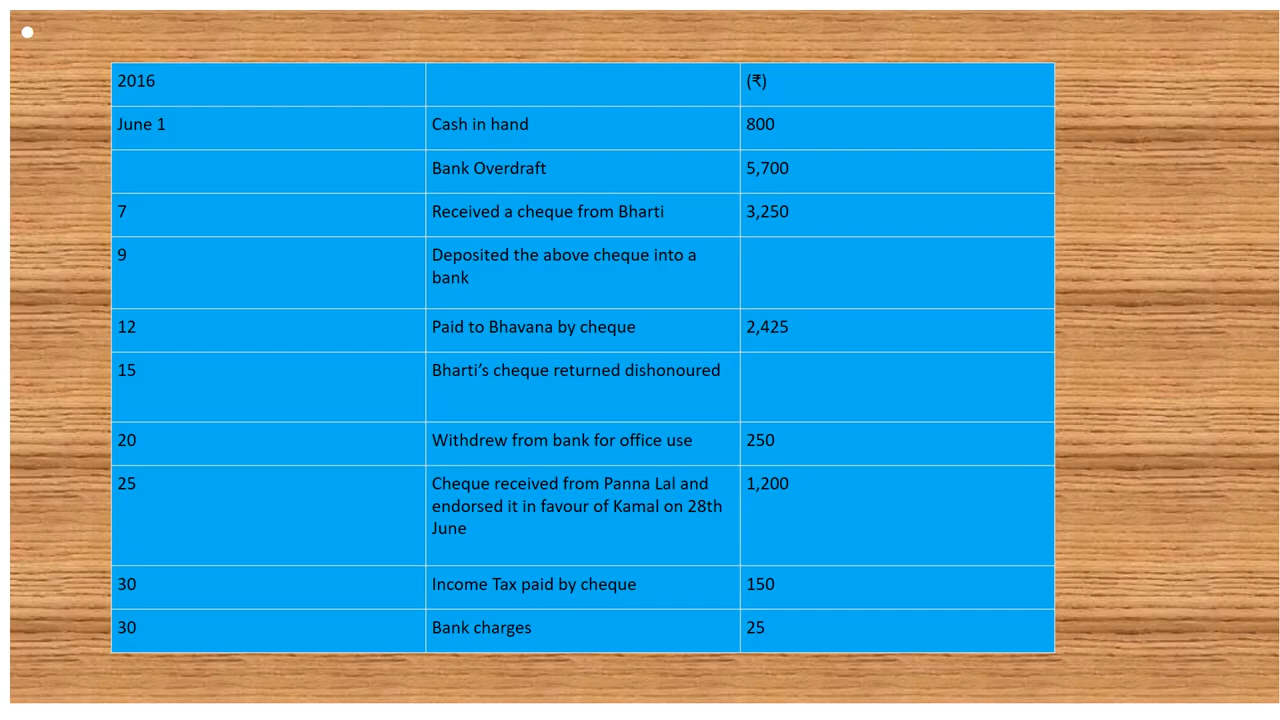 2016 (₹)
June 1 Cash in hand 800
Bank Overdraft 5,700
7 Received a cheque from Bharti 3,250
9 Deposited the above cheque into a
bank
12 Paid to Bhavana by cheque 2,425
15 Bharti’s cheque returned dishonoured
20 Withdrew from bank for office use 250
25 Cheque received from Panna Lal and 1,200
endorsed it in favour of Kamal on 28th
June
30 Income Tax paid by cheque 150
30 Bank charges 25